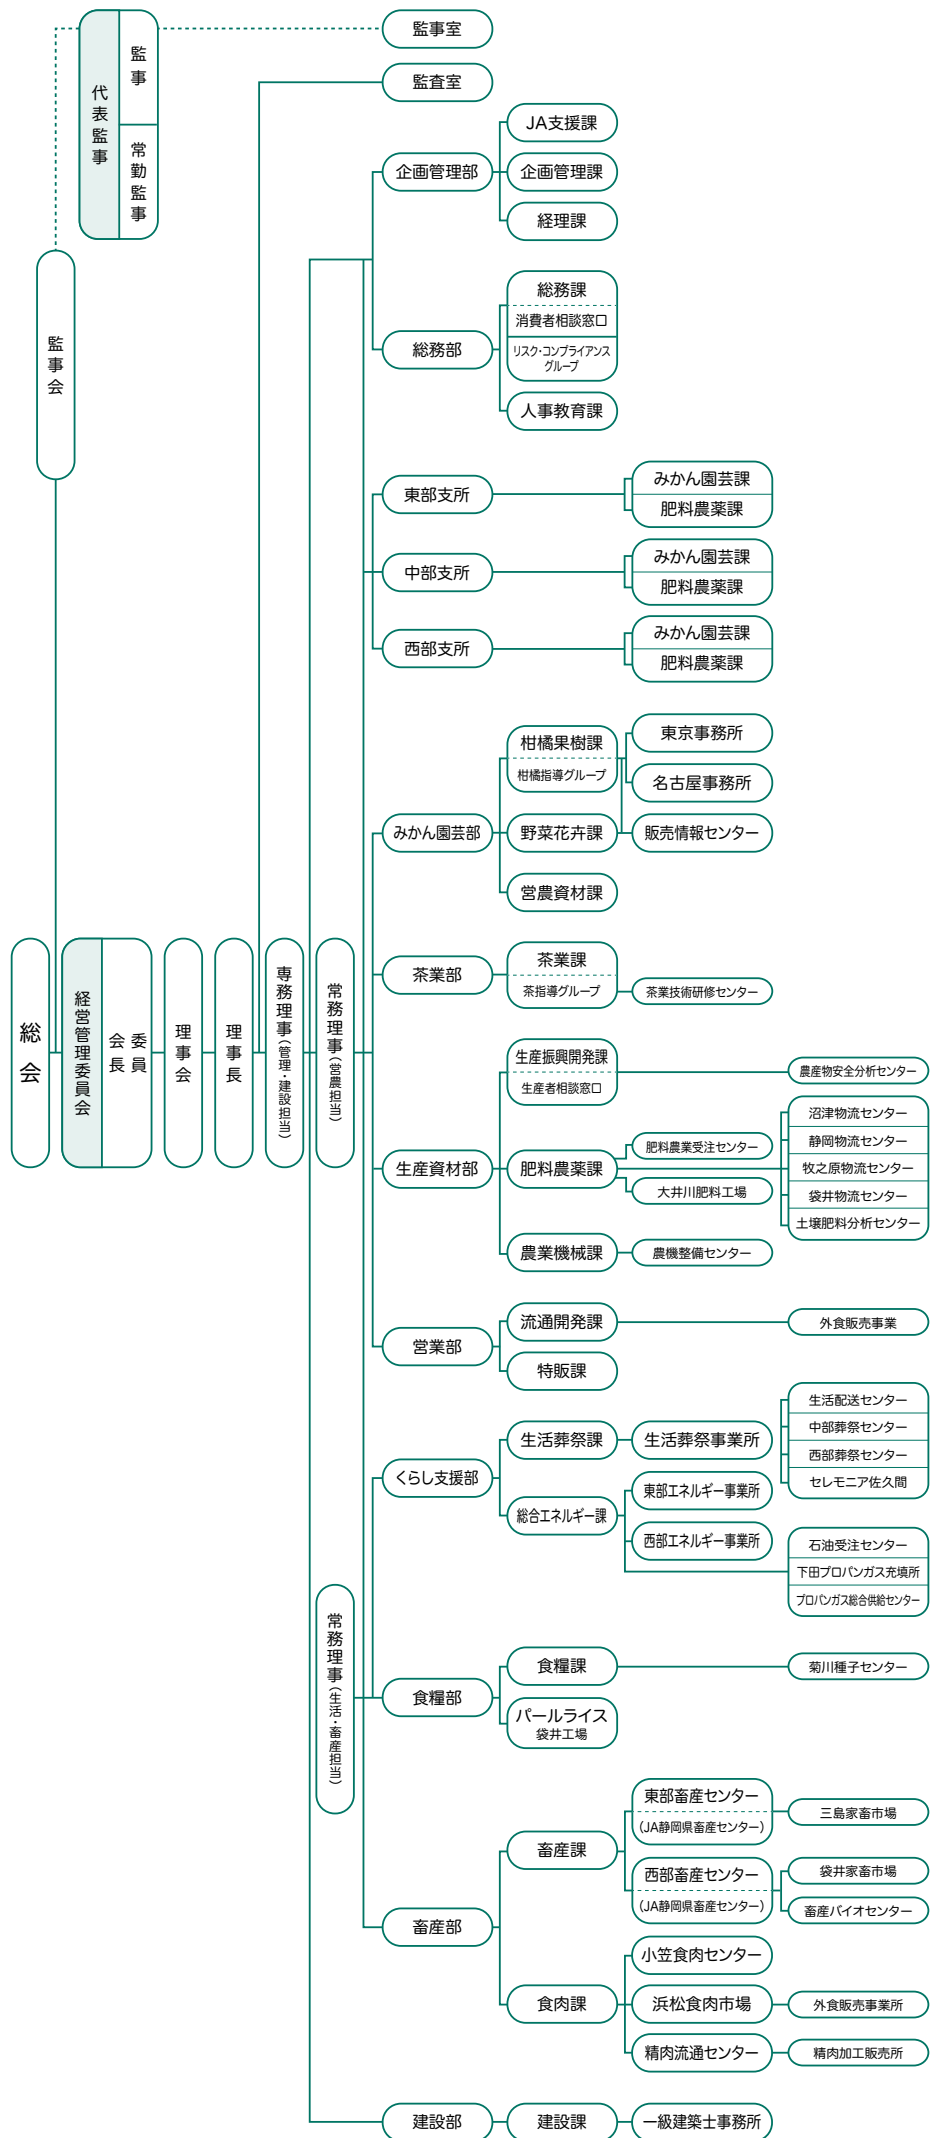 監事室
代表監事
監事
常勤監事
監査室
監事会
総会
経営管理委員会
会長
委員
理事会
理事長
専務理事(管理・建設担当)
常務理事(営農担当)
常務理事(生活・畜産担当)
企画管理部
JA支援課
企画管理課
経理課
総務部
総務課
消費者相談窓口
リスク・コンプライアンス
グループ
人事教育課
東部支所
みかん園芸課
肥料農薬課
中部支所
みかん園芸課
肥料農薬課
西部支所
みかん園芸課
肥料農薬課
みかん園芸部
柑橘果樹課
柑橘指導グループ
東京事務所
名古屋事務所
野菜花卉課
販売情報センター
営農資材課
茶業部
茶業課
茶指導グループ
茶業技術研修センター
生産資材部
生産振興開発課
生産者相談窓口
農産物安全分析センター
肥料農薬課
肥料農業受注センター
大井川肥料工場
沼津物流センター
静岡物流センター
牧之原物流センター
袋井物流センター
土壌肥料分析センター
農業機械課
農機整備センター
営業部
流通開発課
外食販売事業
特販課
くらし支援部
生活葬祭課
生活葬祭事業所
生活配送センター
中部葬祭センター
西部葬祭センター
セレモニア佐久間
総合エネルギー課
東部エネルギー事業所
西部エネルギー事業所
石油受注センター
下田プロパンガス充填所
プロパンガス総合供給センター
食糧部
食糧課
菊川種子センター
パールライス
袋井工場
畜産部
畜産課
東部畜産センター
(JA静岡県畜産センター)
三島家畜市場
西部畜産センター
(JA静岡県畜産センター)
袋井家畜市場
畜産バイオセンター
食肉課
小笠食肉センター
浜松食肉市場
外食販売事業所
精肉流通センター
精肉加工販売所
建設部
建設課
一級建築士事務所